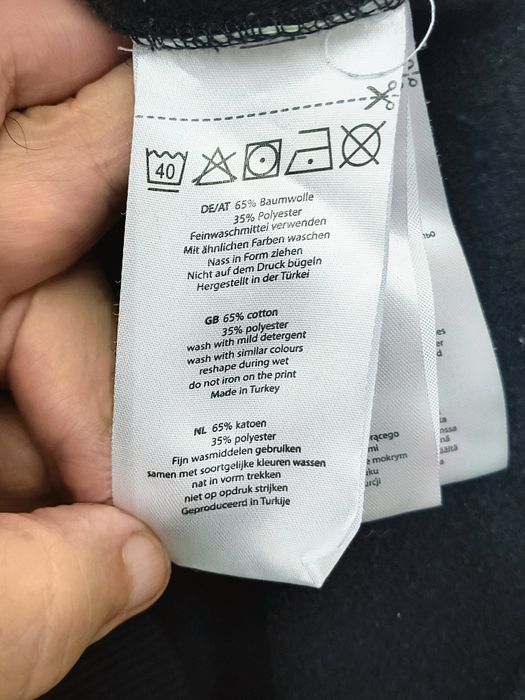 40
DE/AT 65% Baumwolle
35% Polyester
Feinwaschmittel verwenden
Mit ähnlichen Farben waschen
Nass in Form ziehen
Nicht auf dem Druck bügeln
Hergestellt in der Türkei
GB 65% cotton
35% polyester
wash with mild detergent
wash with similar colours
reshape during wet
do not iron on the print
Made in Turkey
NL 65% katoen
35% polyester
Fijn wasmiddelen gebruiken
samen met soortgelijke kleuren wassen
nat in vorm trekken
niet op opdruk strijken
Geproduceerd in Turkije
rącego
mi
mokrym